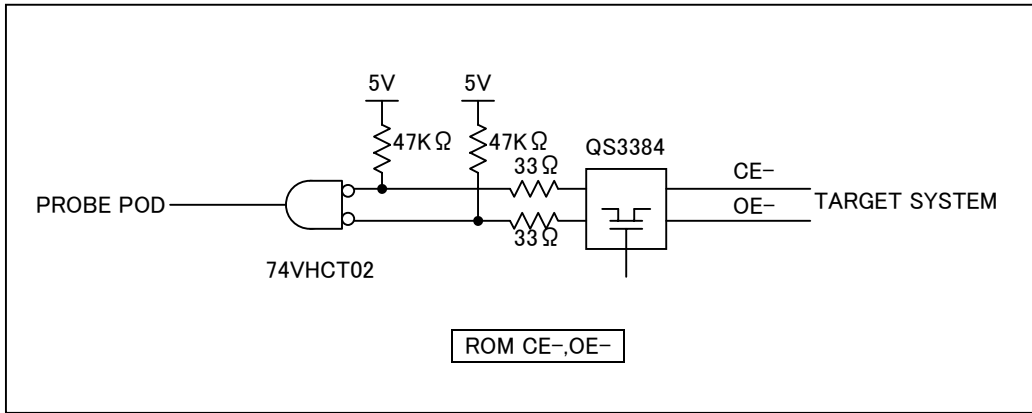 5V
5V
47KΩ
47KΩ
QS3384
33Ω
CE-
PROBE POD
TARGET SYSTEM
OE-
33Ω
74VHCT02
ROM CE-,OE-